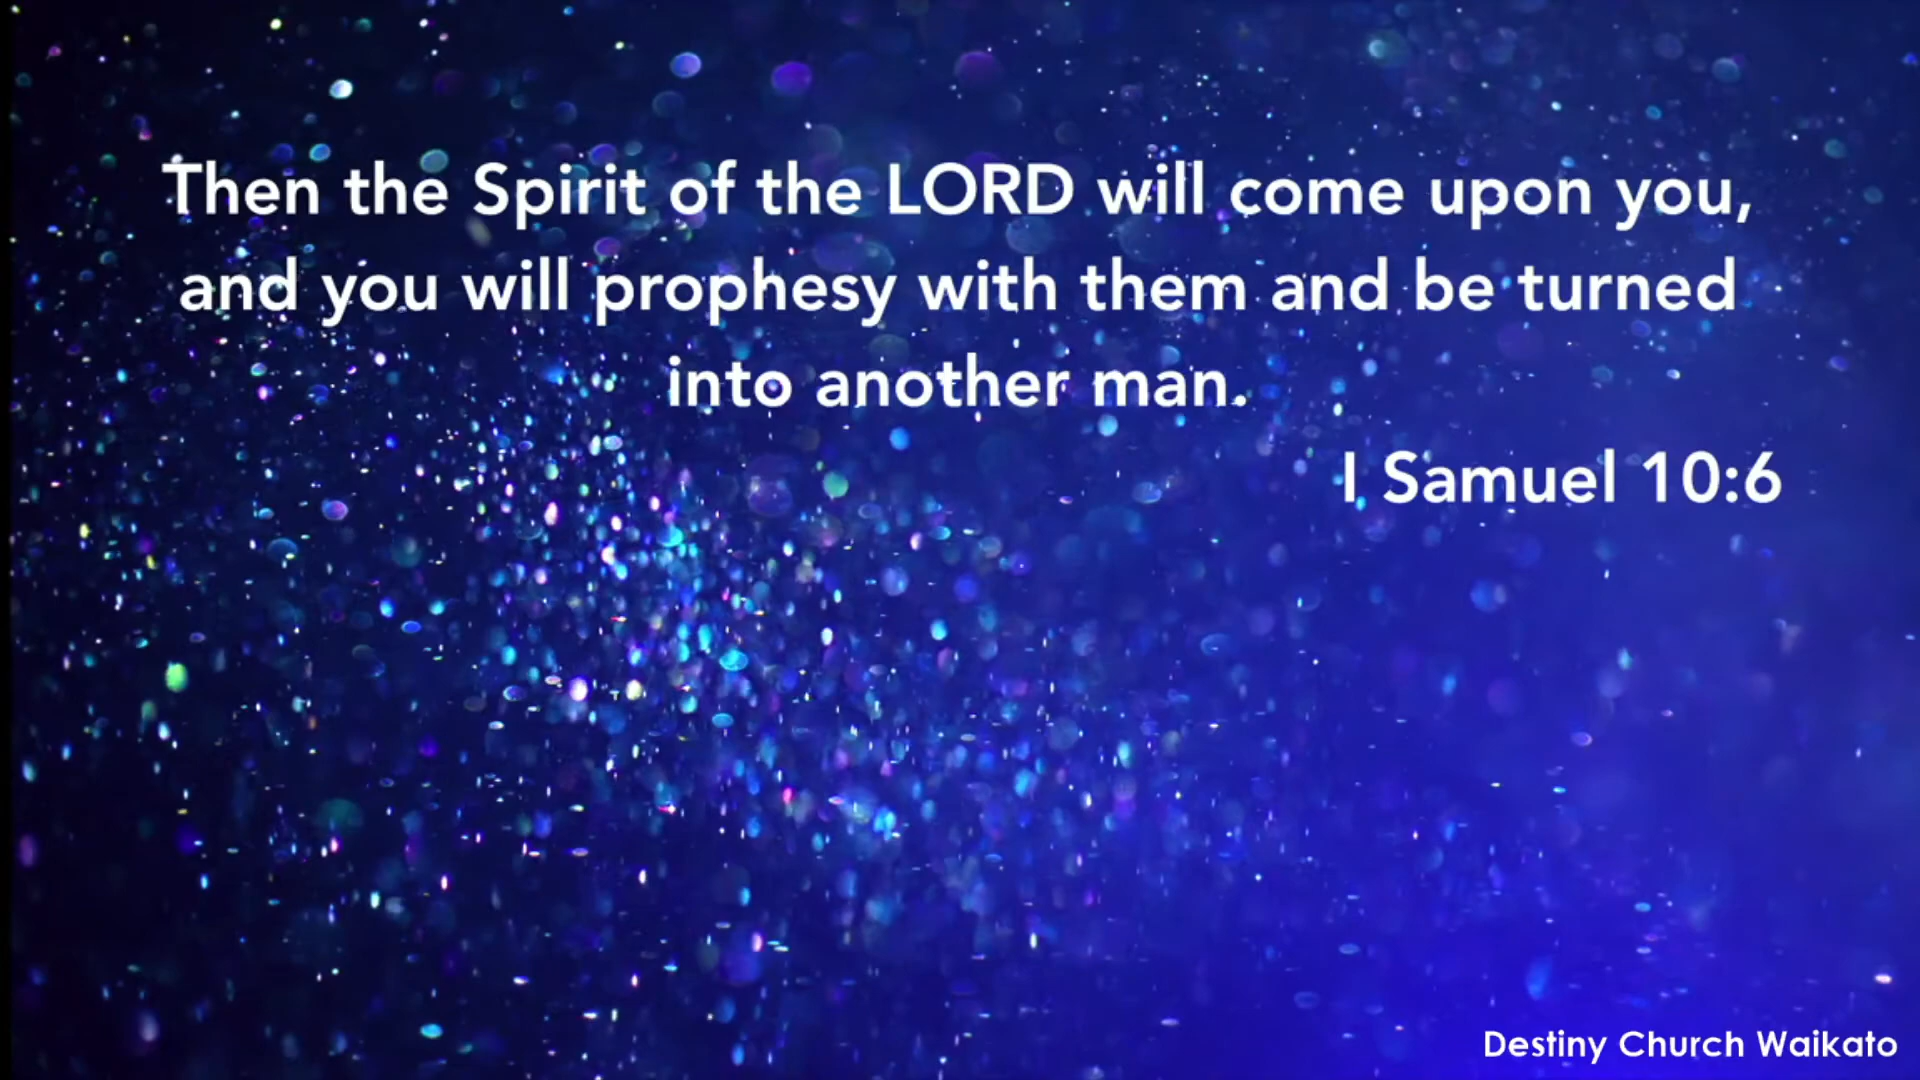 Then the Spirit of the LORD will come upon you,
and you will prophesy with them and be turned
into another man.
I Samuel 10:6
Destiny Church Waikato